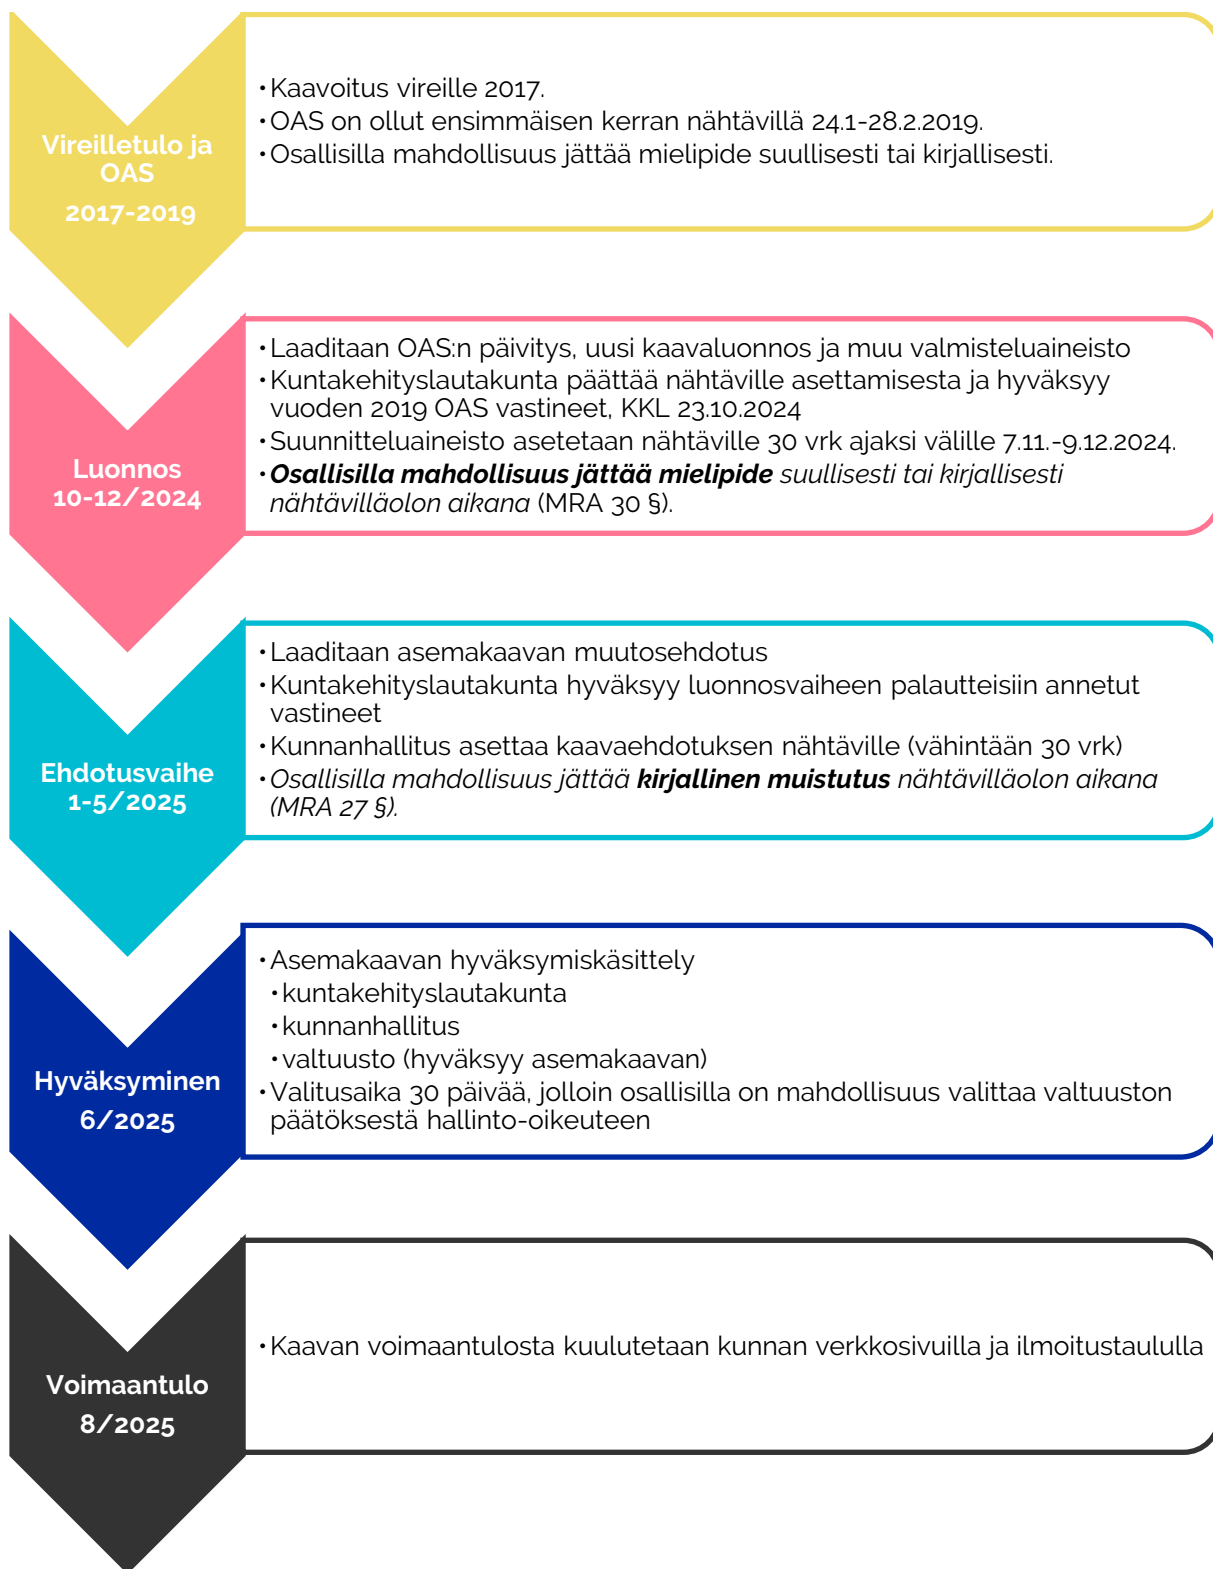 Vireilletulo ja
OAS
2017-2019
•Kaavoitus vireille 2017.
•OAS on ollut ensimmäisen kerran nähtävillä 24.1-28.2.2019.
•Osallisilla mahdollisuus jättää mielipide suullisesti tai kirjallisesti.
Luonnos
10-12/2024
•Laaditaan OAS:n päivitys, uusi kaavaluonnos ja muu valmisteluaineisto
•Kuntakehityslautakunta päättää nähtäville asettamisesta ja hyväksyy
vuoden 2019 OAS vastineet, KKL 23.10.2024
•Suunnitteluaineisto asetetaan nähtäville 30 vrk ajaksi välille 7.11.-9.12.2024.
•Osallisilla mahdollisuus jättää mielipide suullisesti tai kirjallisesti
nähtävilläolon aikana (MRA 30 §).
Ehdotusvaihe
1-5/2025
•Laaditaan asemakaavan muutosehdotus
•Kuntakehityslautakunta hyväksyy luonnosvaiheen palautteisiin annetut
vastineet
•Kunnanhallitus asettaa kaavaehdotuksen nähtäville (vähintään 30 vrk)
•Osallisilla mahdollisuus jättää kirjallinen muistutus nähtävilläolon aikana
(MRA 27 §).
Hyväksyminen
6/2025
•Asemakaavan hyväksymiskäsittely
•kuntakehityslautakunta
•kunnanhallitus
•valtuusto (hyväksyy asemakaavan)
•Valitusaika 30 päivää, jolloin osallisilla on mahdollisuus valittaa valtuuston
päätöksestä hallinto-oikeuteen
Voimaantulo
8/2025
•Kaavan voimaantulosta kuulutetaan kunnan verkkosivuilla ja ilmoitustaululla